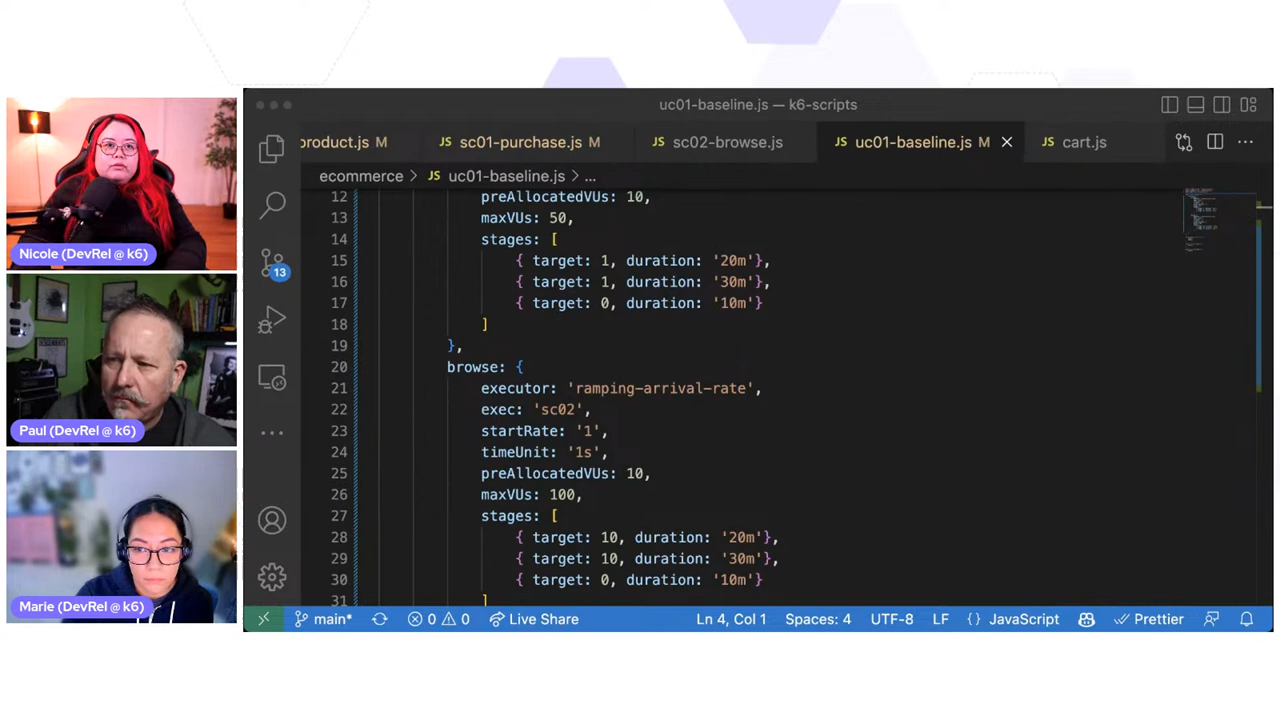 uc01-baseline.js — k6-scripts
product.js M
JS sc01-purchase.js M
JS sc02-browse.js
JS uc01-baseline.js M
JS cart.js
ecommerce > JS uc01-baseline.js > ...
12 preAllocatedVUs: 10,
13 maxVUs: 50,
14 stages: [
15 { target: 1, duration: '20m'},
16 { target: 1, duration: '30m'},
17 { target: 0, duration: '10m'}
18 ]
19 },
20 browse: {
21 executor: 'ramping-arrival-rate',
22 exec: 'sc02',
23 startRate: '1',
24 timeUnit: '1s',
25 preAllocatedVUs: 10,
26 maxVUs: 100,
27 stages: [
28 { target: 10, duration: '20m'},
29 { target: 10, duration: '30m'},
30 { target: 0, duration: '10m'}
31 ]
13
main*
0
0
Live Share
Ln 4, Col 1
Spaces: 4
UTF-8
LF
{} JavaScript
Prettier
Nicole (DevRel @ k6)
Paul (DevRel @ k6)
Marie (DevRel @ k6)